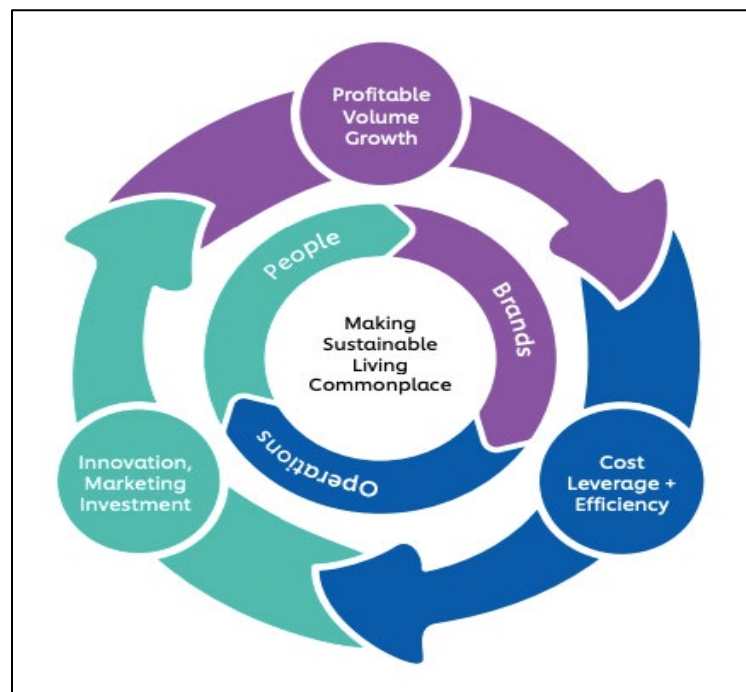 Profitable
Volume
Growth
People
Brands
Making
Sustainable
Living
Commonplace
Operations
Innovation,
Marketing
Investment
Cost
Leverage +
Efficiency